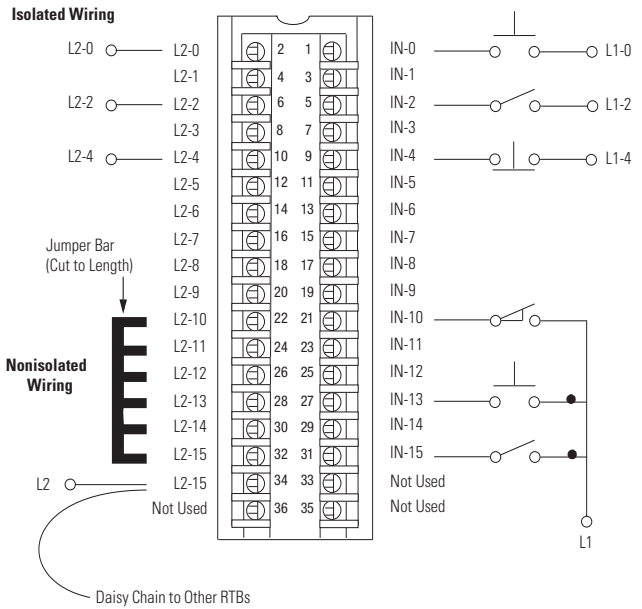 Isolated Wiring
L2-0 L2-0 2 1 IN-0 L1-0
L2-1 4 3 IN-1
L2-2 L2-2 6 5 IN-2 L1-2
L2-3 8 7 IN-3
L2-4 L2-4 10 9 IN-4 L1-4
L2-5 12 11 IN-5
L2-6 14 13 IN-6
L2-7 16 15 IN-7
Jumper Bar
(Cut to Length)
L2-8 18 17 IN-8
L2-9 20 19 IN-9
L2-10 22 21 IN-10
L2-11 24 23 IN-11
Nonisolated
Wiring
L2-12 26 25 IN-12
L2-13 28 27 IN-13
L2-14 30 29 IN-14
L2-15 32 31 IN-15
L2 L2-15 34 33 Not Used
Not Used 36 35 Not Used
L1
Daisy Chain to Other RTBs